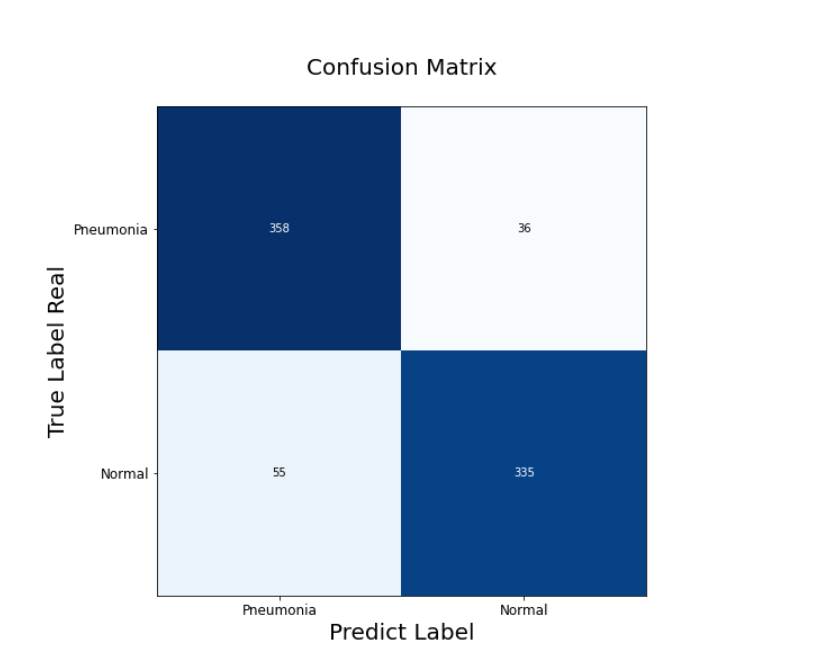 Confusion Matrix
Pneumonia
358
36
True Label Real
Normal
55
335
Pneumonia
Normal
Predict Label